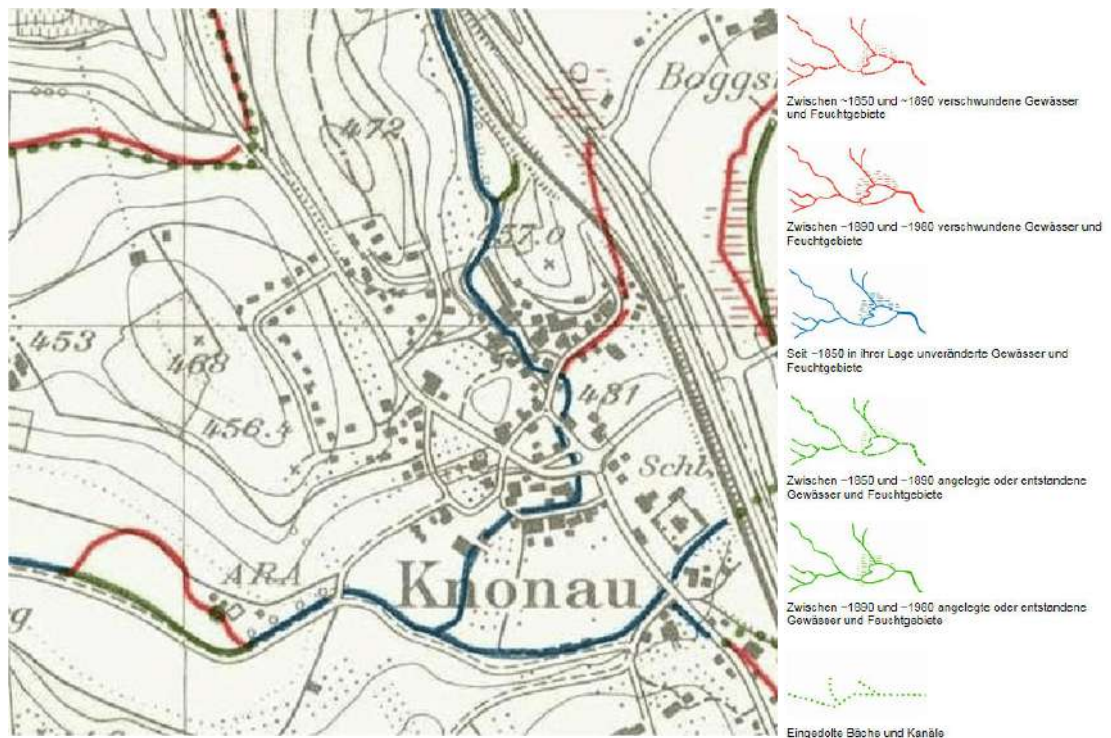 472
Boggs
57.0
453
468
481
456.4
Schl.
ARA
Knonau
g
Zwischen ~1850 und ~1890 verschwundene Gewässer
und Feuchtgebiete
Zwischen ~1890 und ~1980 verschwundene Gewässer und
Feuchtgebiete
Seit ~1850 in ihrer Lage unveränderte Gewässer und
Feuchtgebiete
Zwischen ~1850 und ~1890 angelegte oder entstandene
Gewässer und Feuchtgebiete
Zwischen ~1890 und ~1980 angelegte oder entstandene
Gewässer und Feuchtgebiete
Eingedolte Bäche und Kanäle